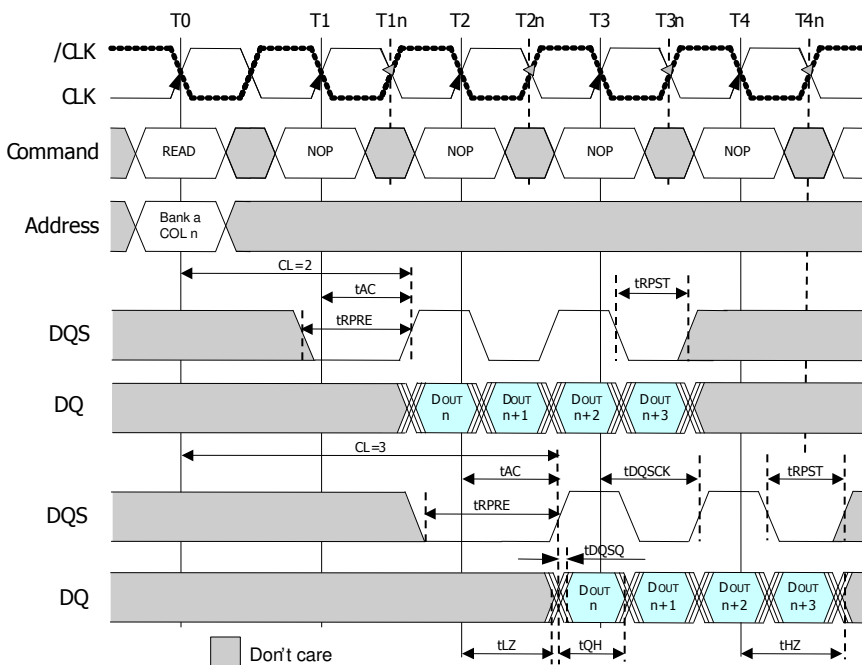 T0 T1 T1n T2 T2n T3 T3n T4 T4n
/CLK
CLK
Command READ NOP NOP NOP NOP
Address Bank a
COL n
CL=2
tAC
tRPST
tRPRE
DQS
DQ DOUT n DOUT n+1 DOUT n+2 DOUT n+3
CL=3
tAC tDQSCK tRPST
tRPRE
DQS
tDQSQ
DQ DOUT n DOUT n+1 DOUT n+2 DOUT n+3
tLZ tQH tHZ
Don't care